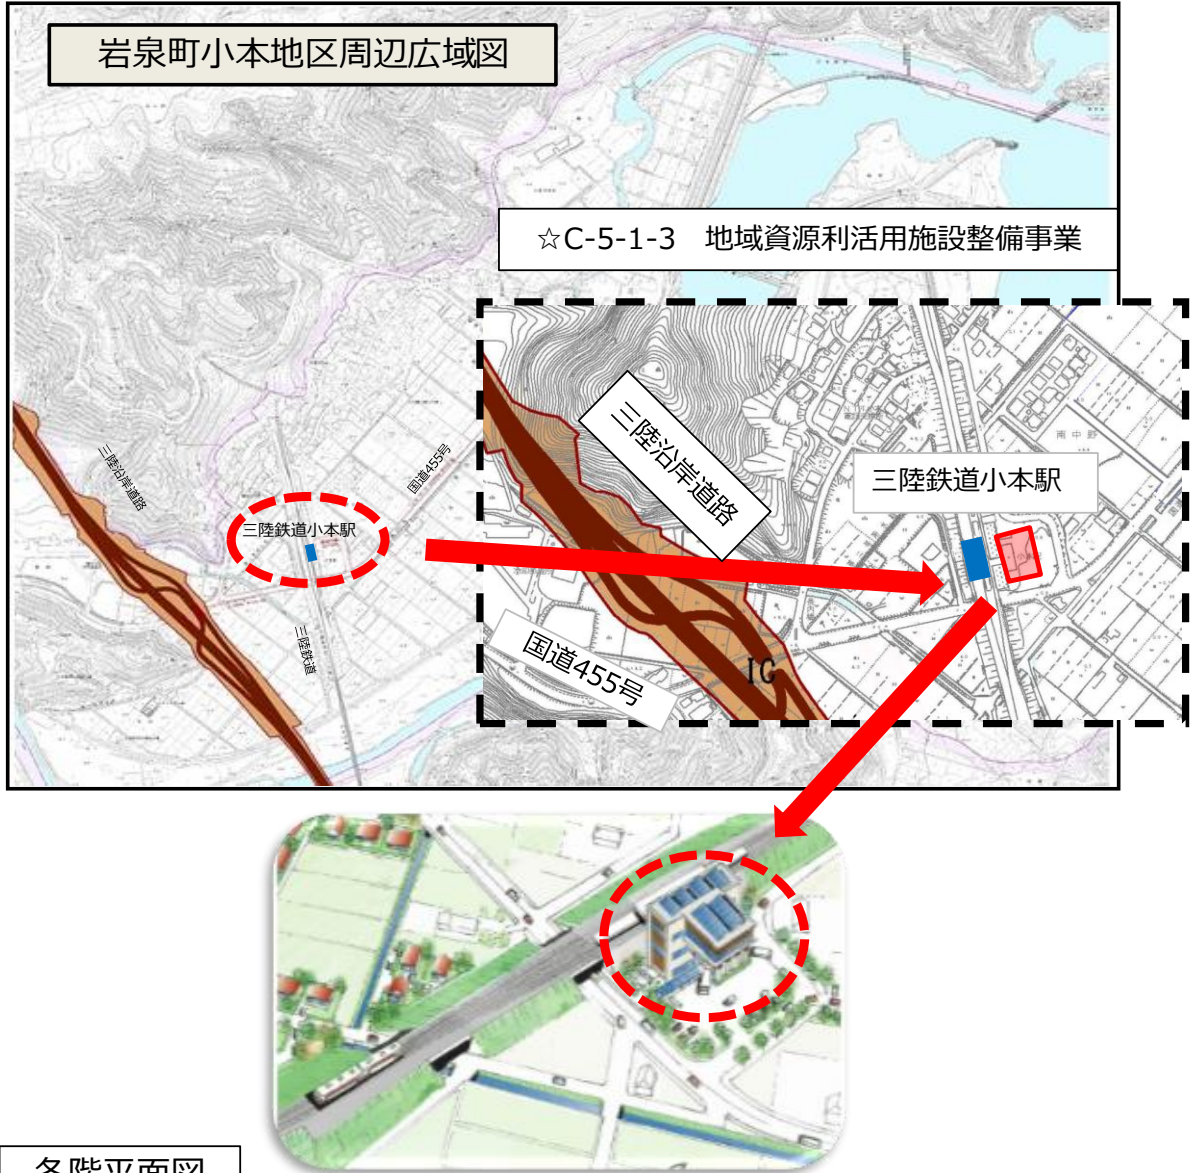 岩泉町小本地区周辺広域図
☆C-5-1-3　地域資源利活用施設整備事業
三陸沿岸道路
国道455号
三陸鉄道小本駅
三陸鉄道
三陸沿岸道路
三陸鉄道小本駅
南中野
国道455号
IC
各階平面図